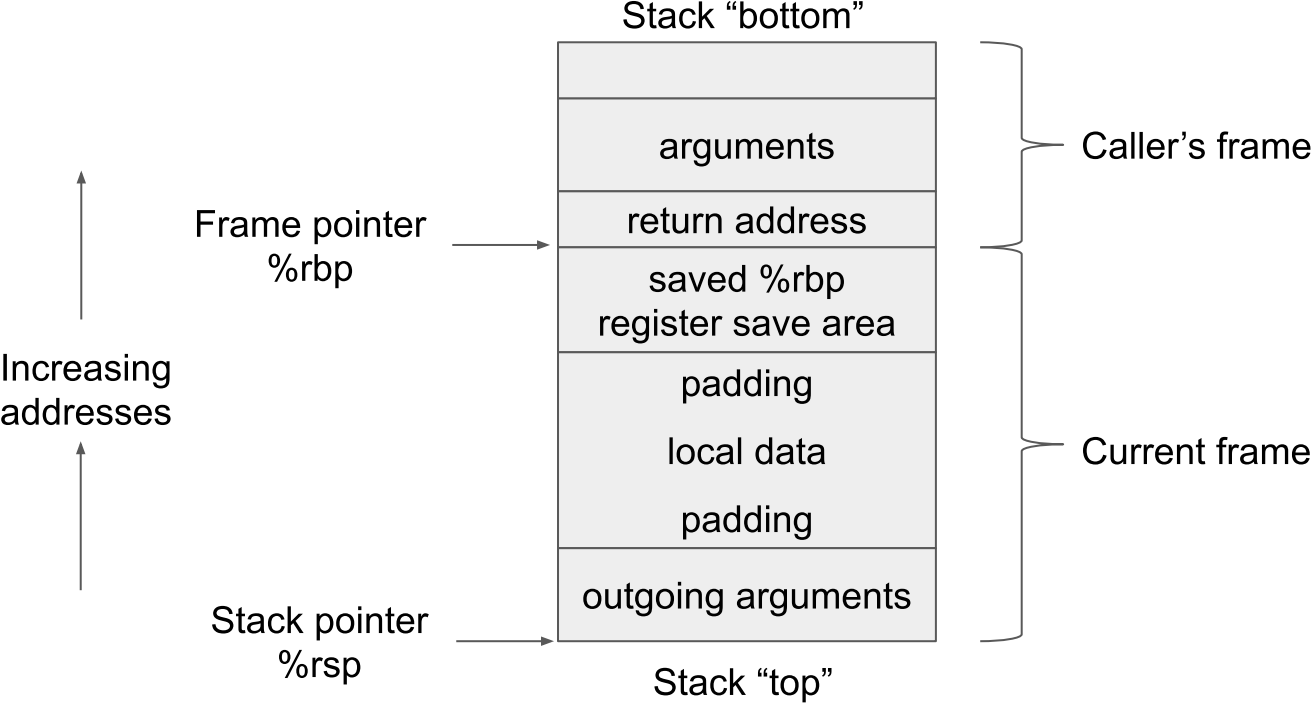 Stack “bottom”
arguments
Caller’s frame
return address
Frame pointer
%rbp
saved %rbp
register save area
Increasing
addresses
padding
local data
padding
Current frame
outgoing arguments
Stack pointer
%rsp
Stack “top”